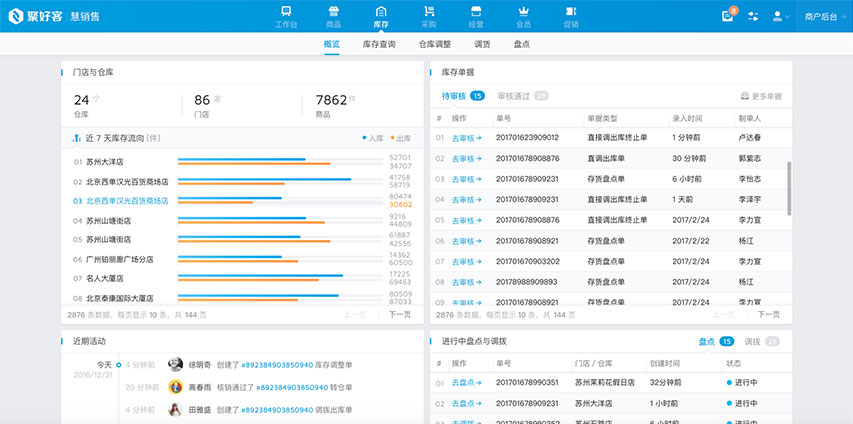 聚好客 慧销售
工作台 商品 库存 采购 经营 会员 促销
8
商户后台
概览 库存查询 仓库调整 调货 盘点
门店与仓库
24 个
仓库
86 家
门店
7862 件
商品
近 7 天库存流向 (件)
入库 出库
01 苏州大洋店 52701 34707
02 北京西单汉光百货商场店 41758 58719
03 北京西单汉光百货商场店 80474 30602
04 苏州山塘街店 9216 44809
05 苏州山塘街店 61887 42556
06 广州铂丽廊广场分店 14362 60500
07 名人大厦店 17225 69463
08 北京泰康国际大厦店 80509 87033
2876 条数据, 每页显示 10 条, 共 144 页 上一页 下一页
库存单据
待审核 15 审核通过 20
更多单据
# 操作 单号 单据类型 录入时间 制单人
01 去审核 201701623909012 直接调出库终止单 1 分钟前 卢达春
02 去审核 201701678908876 直调出库单 30 分钟前 郭紫志
03 去审核 201701678909231 存货盘点单 6 小时前 李怡志
04 去审核 201701678909231 直接调出库终止单 1 天前 李泽宇
05 去审核 201701678908876 直接调出库终止单 2017/2/24 李力宣
06 去审核 201701678908921 存货盘点单 2017/2/22 杨江
07 去审核 201701670903202 存货盘点单 2017/2/24 李力宣
08 去审核 20178988909893 存货盘点单 2017/2/24 杨江
09 去审核 201701678908921 存货盘点单 2017/2/24 李力宣
2876 条数据, 每页显示 10 条, 共 144 页 上一页 下一页
近期活动
今天
2016/12/31
4 分钟前 徐明奇 创建了 #892384903850940 库存调整单
20 分钟前 高春雨 核销通过了 #892384903850940 转仓单
4 分钟前 田雅盛 创建了 #892384903850940 调拨出库单
进行中盘点与调拨
盘点 15 调拨 28
# 操作 单号 门店 / 仓库 创建时间 状态
01 去盘点 201701678990351 苏州茉莉花假日店 32分钟前 进行中
02 去盘点 201701678909231 苏州大洋店 1 小时前 进行中
03 去调拨 201701678990352 苏州石路店 6 小时前 进行中